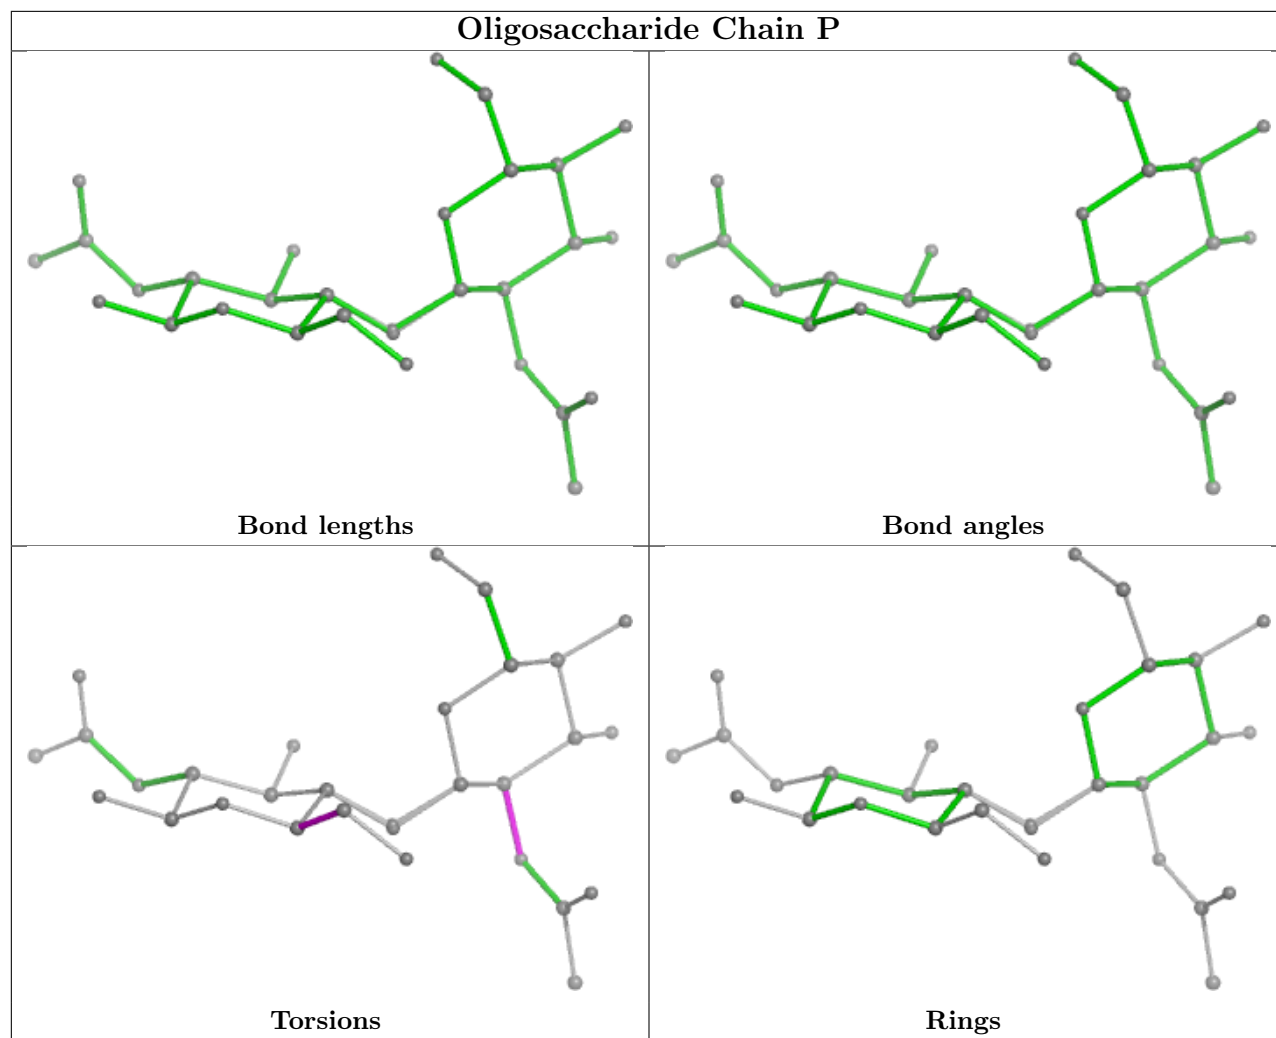 Oligosaccharide Chain P
Bond lengths
Bond angles
Torsions
Rings